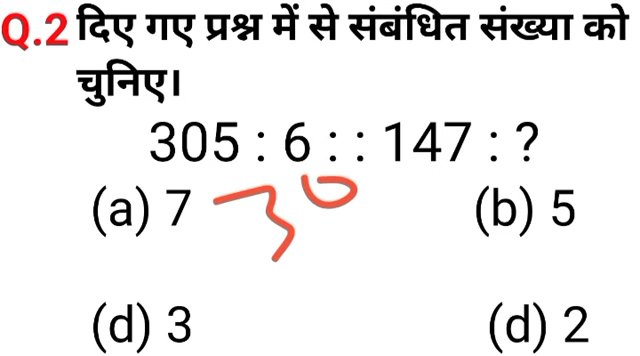 Q.2 दिए गए प्रश्न में से संबंधित संख्या को
चुनिए।
305 : 6 : : 147 : ?
(a) 7 (b) 5
30
(d) 3 (d) 2